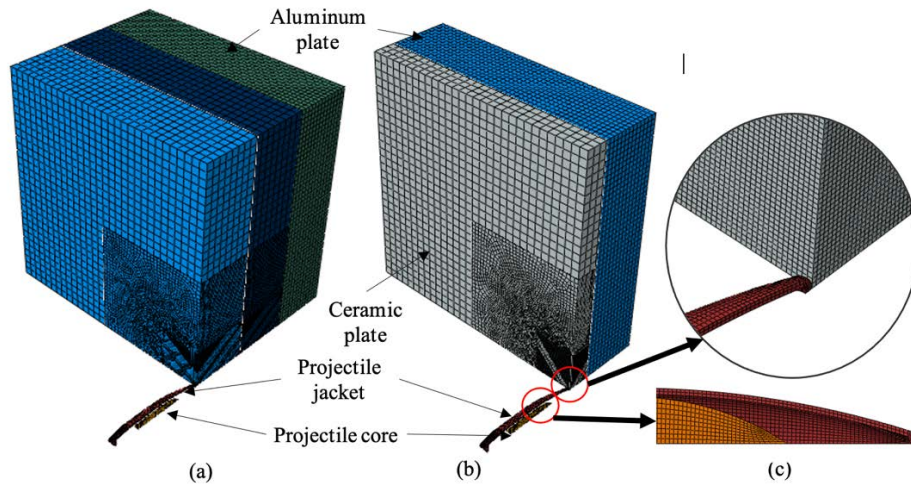 Aluminum
plate
Ceramic
plate
Projectile
jacket
Projectile core
(a)
(b)
(c)